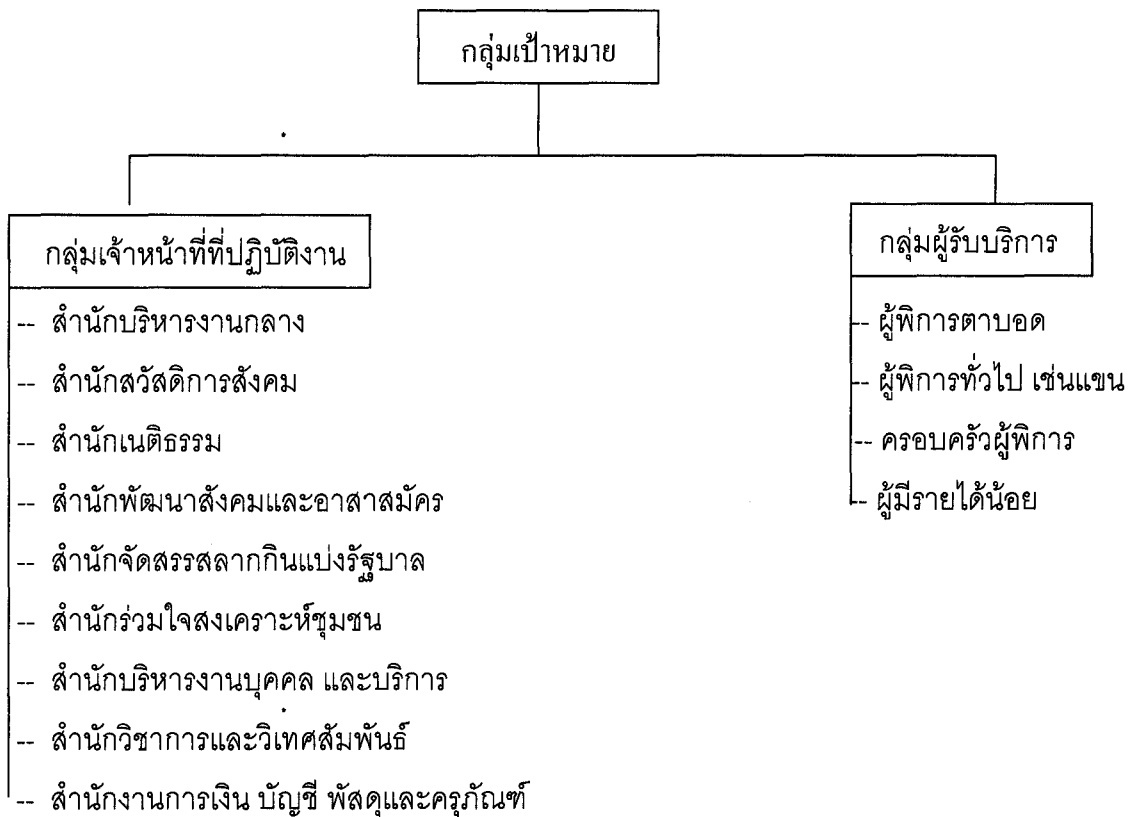 กลุ่มเป้าหมาย
กลุ่มเจ้าหน้าที่ที่ปฏิบัติงาน
-- สำนักบริหารงานกลาง
-- สำนักสวัสดิการสังคม
-- สำนักเนติธรรม
-- สำนักพัฒนาสังคมและอาสาสมัคร
-- สำนักจัดสรรสลากกินแบ่งรัฐบาล
-- สำนักร่วมใจสงเคราะห์ชุมชน
-- สำนักบริหารงานบุคคล และบริการ
-- สำนักวิชาการและวิเทศสัมพันธ์
-- สำนักงานการเงิน บัญชี พัสดุและครุภัณฑ์
กลุ่มผู้รับบริการ
-- ผู้พิการตาบอด
-- ผู้พิการทั่วไป เช่นแขน
-- ครอบครัวผู้พิการ
-- ผู้มีรายได้น้อย